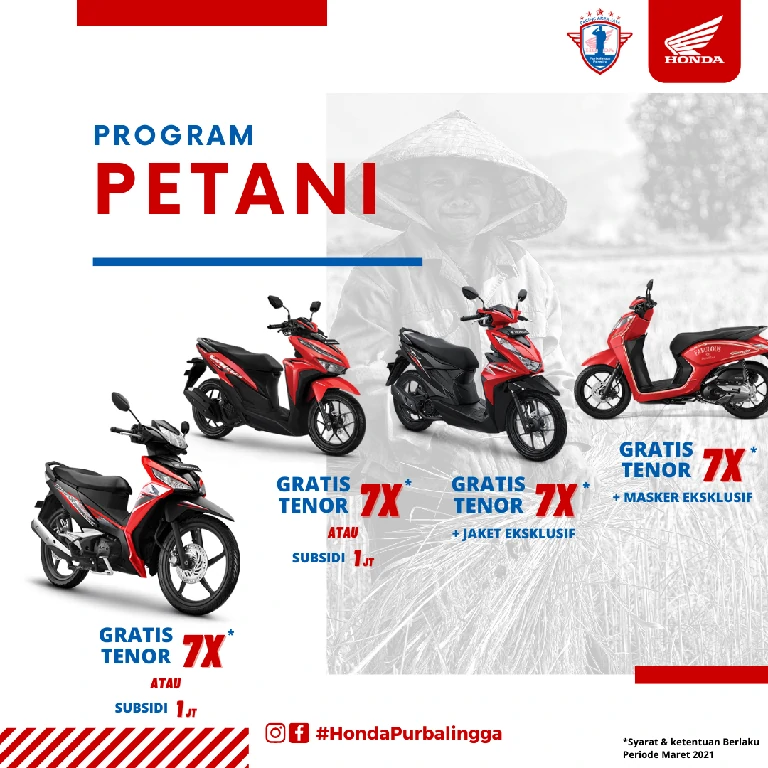 HONDA
PROGRAM
PETANI
GRATIS
TENOR 7X*
+ MASKER EKSKLUSIF
GRATIS
TENOR 7X*
ATAU
SUBSIDI 1JT
GRATIS
TENOR 7X*
+ JAKET EKSKLUSIF
GRATIS
TENOR 7X*
ATAU
SUBSIDI 1JT
#HondaPurbalingga
*Syarat & ketentuan Berlaku
Periode Maret 2021